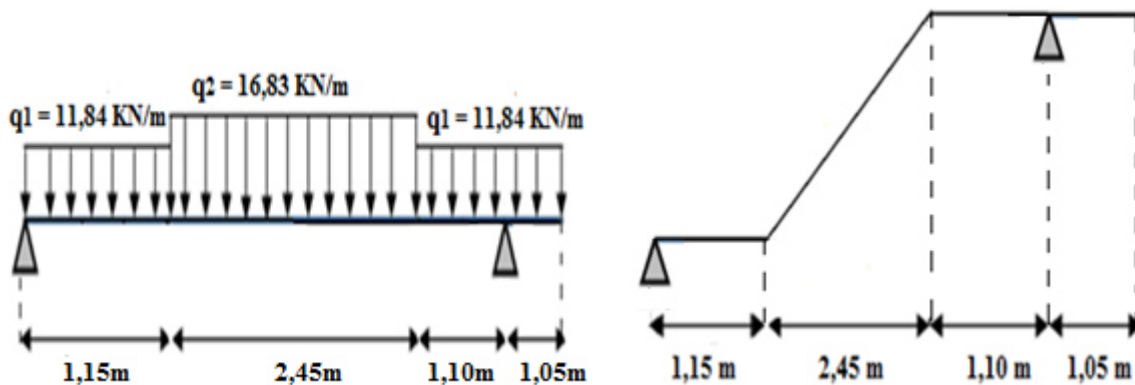 q2 = 16,83 KN/m
q1 = 11,84 KN/m q1 = 11,84 KN/m
1,15m 2,45m 1,10m 1,05m
1,15 m 2,45 m 1,10 m 1,05 m